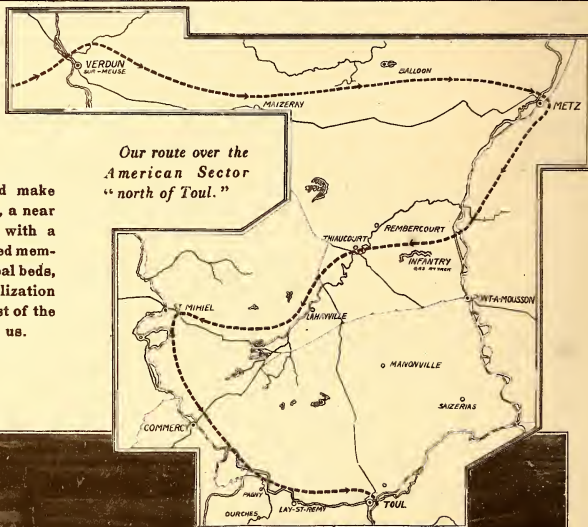 VERDUN
SUR-MEUSE
BALLOON
MAIZERAY
METZ
Our route over the
American Sector
"north of Toul."
d make
, a near
with a
ed mem-
al beds,
lization
st of the
us.
THIAUCOURT
REMBERCOURT
INFANTRY
GAS ATTACK
ST MIHIEL
LAHAYVILLE
NT-A-MOUSSON
MANONVILLE
SAIZERIAS
COMMERCY
PAGNY
OURCHES
LAY-ST-REMY
TOUL